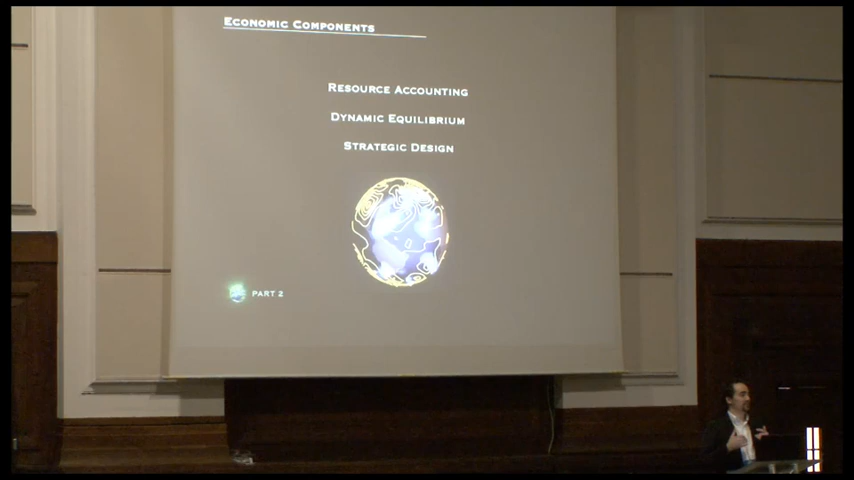 ECONOMIC COMPONENTS
RESOURCE ACCOUNTING
DYNAMIC EQUILIBRIUM
STRATEGIC DESIGN
PART 2